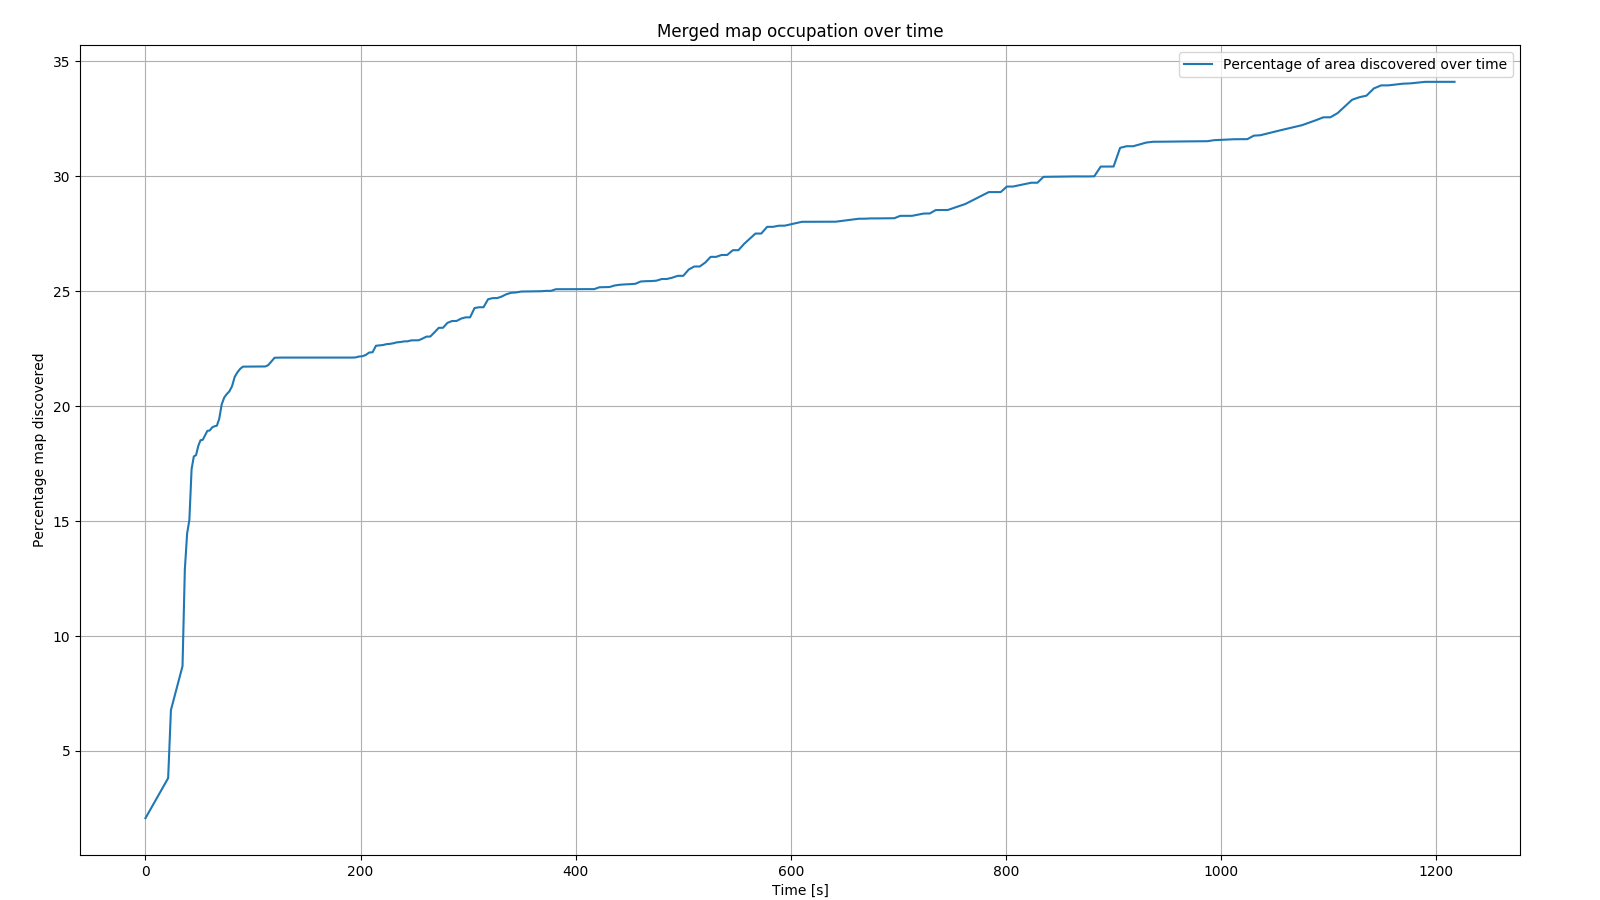 Merged map occupation over time
Percentage of area discovered over time
Percentage map discovered
35
30
25
20
15
10
5
0 200 400 600 800 1000 1200
Time [s]